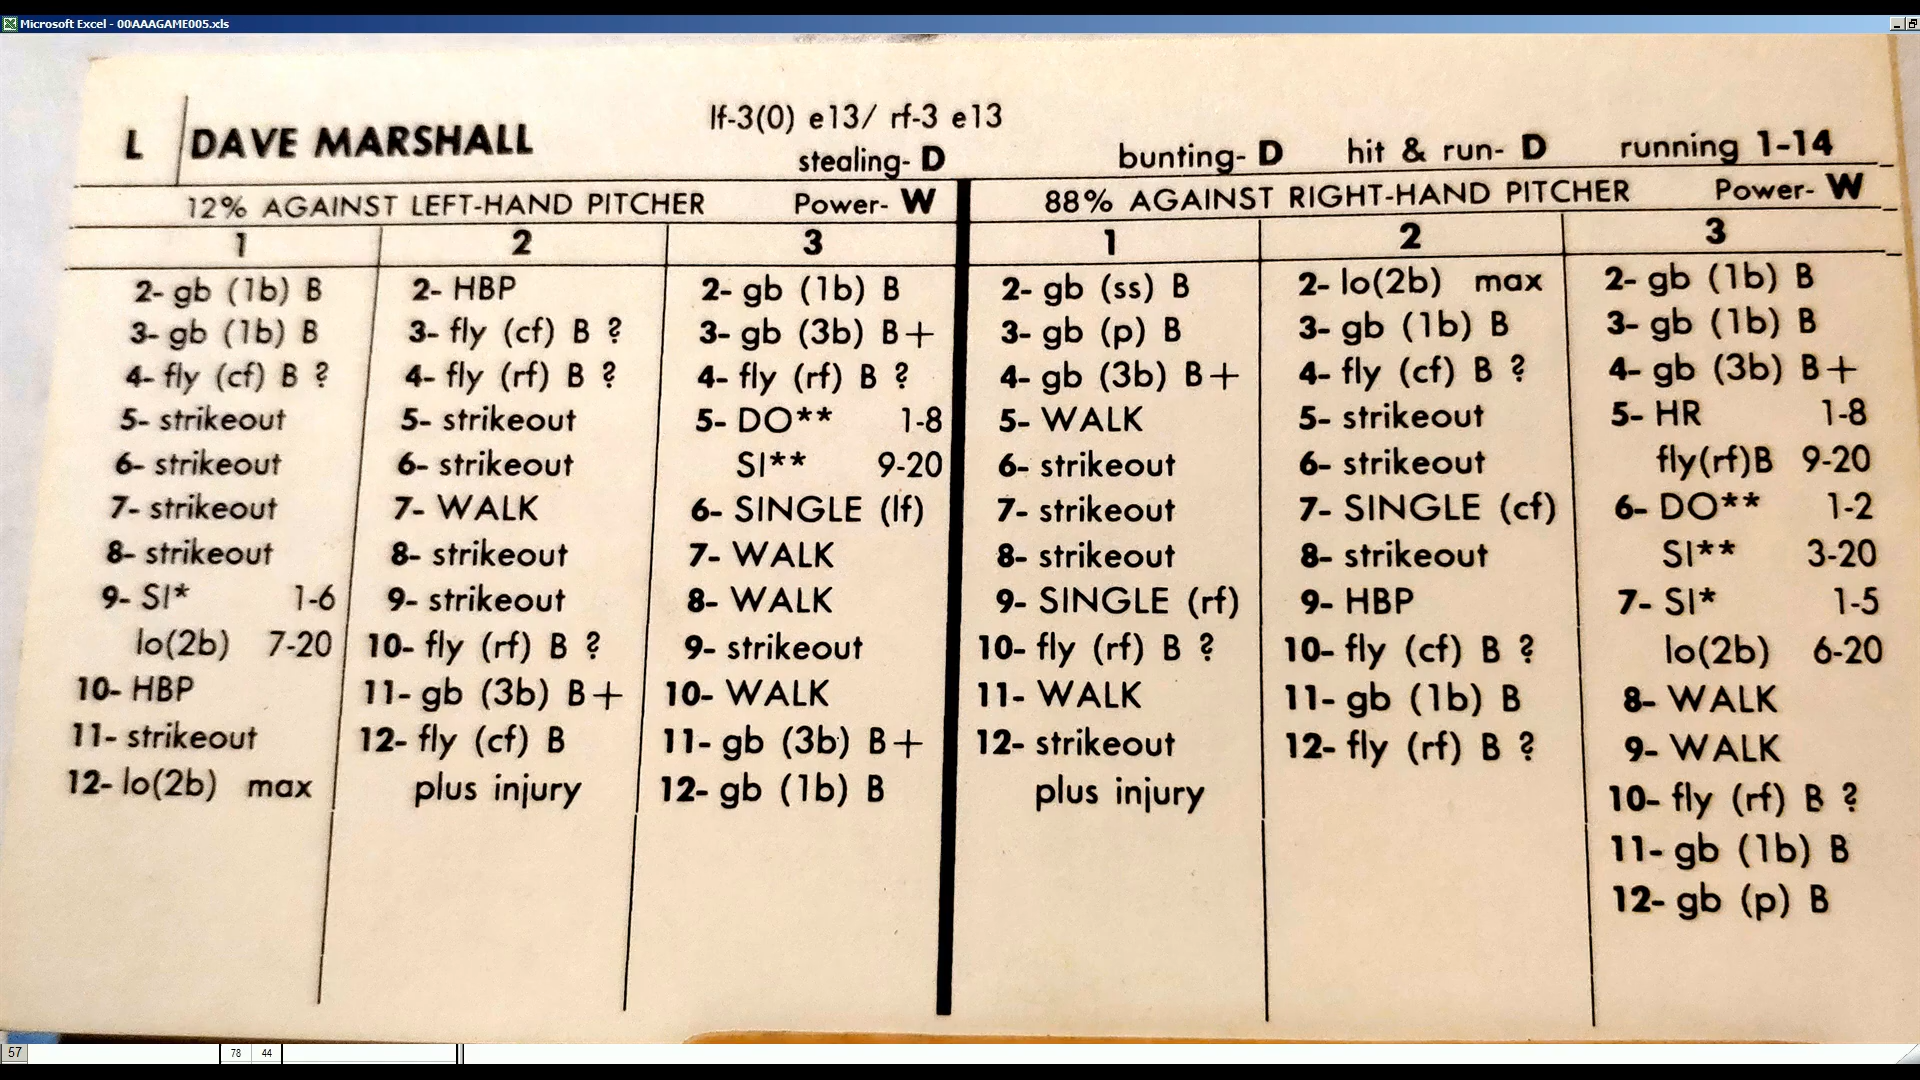 Microsoft Excel - 00AAAGAME005.xls
lf-3(0) e13/ rf-3 e13
L DAVE MARSHALL
stealing- D bunting- D hit & run- D running 1-14
12% AGAINST LEFT-HAND PITCHER Power- W
1 2 3
2- gb (1b) B
3- gb (1b) B
4- fly (cf) B ?
5- strikeout
6- strikeout
7- strikeout
8- strikeout
9- SI* 1-6
lo(2b) 7-20
10- HBP
11- strikeout
12- lo(2b) max
2- HBP
3- fly (cf) B ?
4- fly (rf) B ?
5- strikeout
6- strikeout
7- WALK
8- strikeout
9- strikeout
10- fly (rf) B ?
11- gb (3b) B+
12- fly (cf) B
plus injury
2- gb (1b) B
3- gb (3b) B+
4- fly (rf) B ?
5- DO** 1-8
SI** 9-20
6- SINGLE (lf)
7- WALK
8- WALK
9- strikeout
10- WALK
11- gb (3b) B+
12- gb (1b) B
88% AGAINST RIGHT-HAND PITCHER Power- W
1 2 3
2- gb (ss) B
3- gb (p) B
4- gb (3b) B+
5- WALK
6- strikeout
7- strikeout
8- strikeout
9- SINGLE (rf)
10- fly (rf) B ?
11- WALK
12- strikeout
plus injury
2- lo(2b) max
3- gb (1b) B
4- fly (cf) B ?
5- strikeout
6- strikeout
7- SINGLE (cf)
8- strikeout
9- HBP
10- fly (cf) B ?
11- gb (1b) B
12- fly (rf) B ?
2- gb (1b) B
3- gb (1b) B
4- gb (3b) B+
5- HR 1-8
fly(rf)B 9-20
6- DO** 1-2
SI** 3-20
7- SI* 1-5
lo(2b) 6-20
8- WALK
9- WALK
10- fly (rf) B ?
11- gb (1b) B
12- gb (p) B
57 78 44